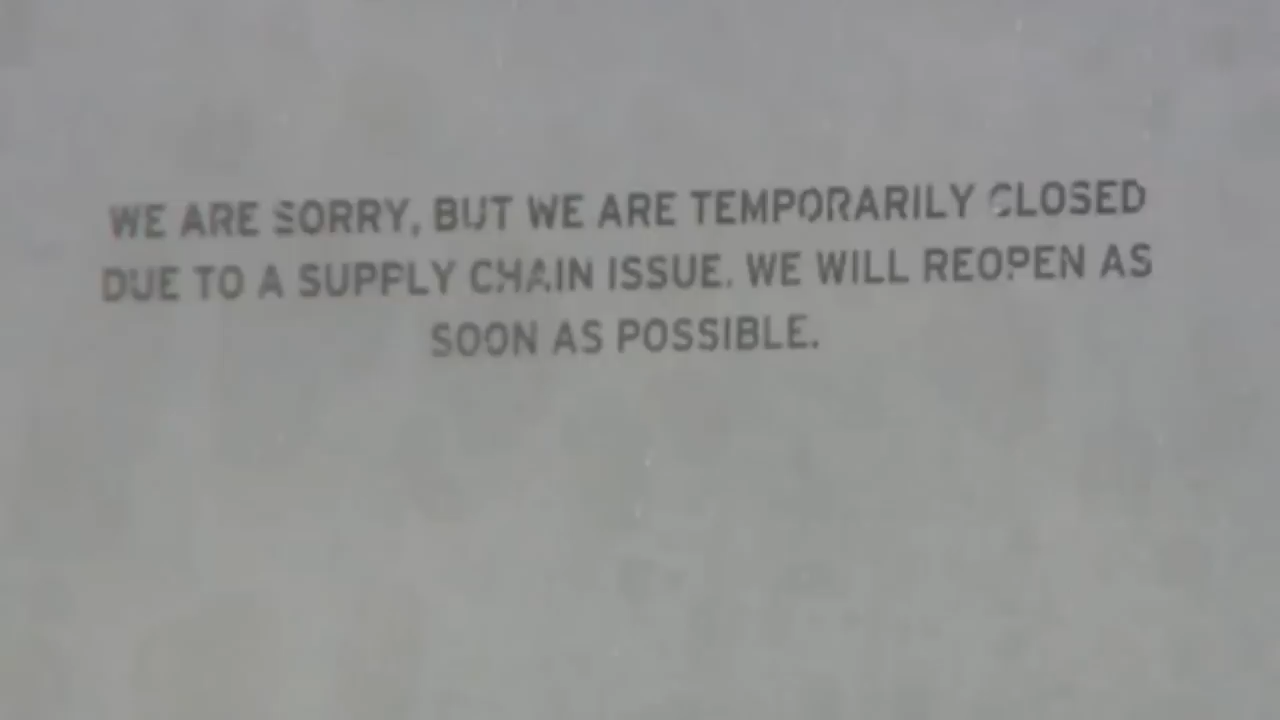 WE ARE SORRY, BUT WE ARE TEMPORARILY CLOSED
DUE TO A SUPPLY CHAIN ISSUE. WE WILL REOPEN AS
SOON AS POSSIBLE.